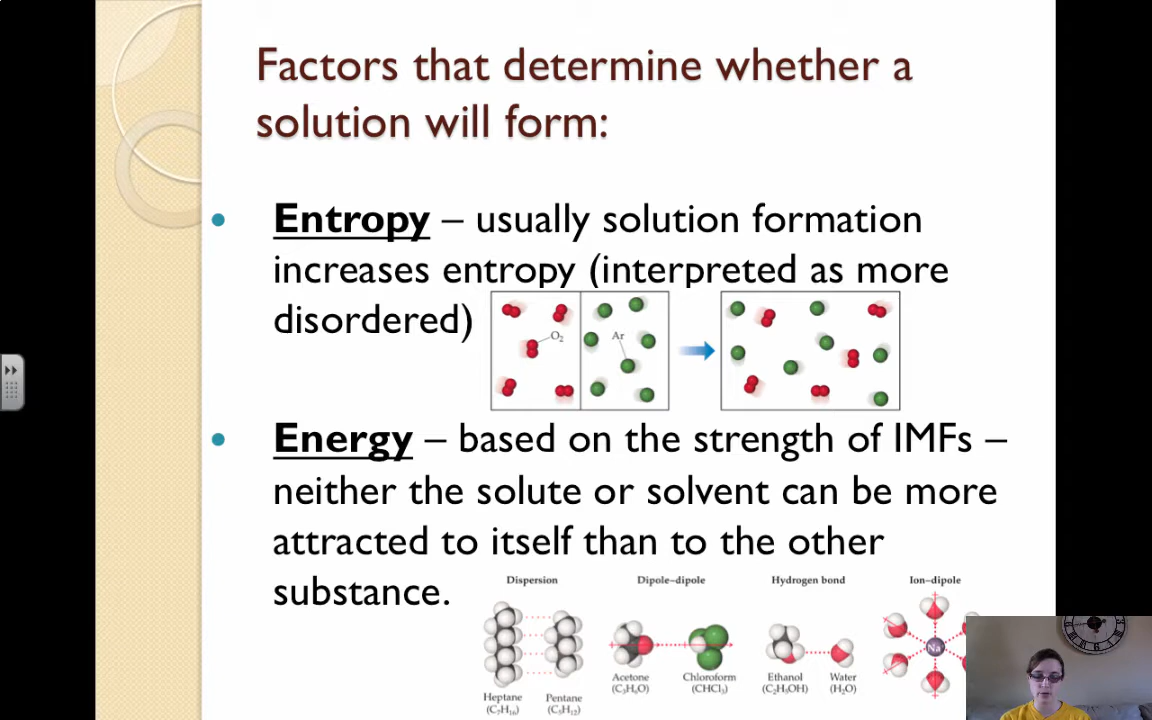 Factors that determine whether a
solution will form:
Entropy – usually solution formation
increases entropy (interpreted as more
disordered)
O₂
Ar
Energy – based on the strength of IMFs –
neither the solute or solvent can be more
attracted to itself than to the other
substance.
Dispersion
Dipole–dipole
Hydrogen bond
Ion–dipole
Na
Heptane
(C₇H₁₆)
Pentane
(C₅H₁₂)
Acetone
(C₃H₆O)
Chloroform
(CHCl₃)
Ethanol
(C₂H₅OH)
Water
(H₂O)